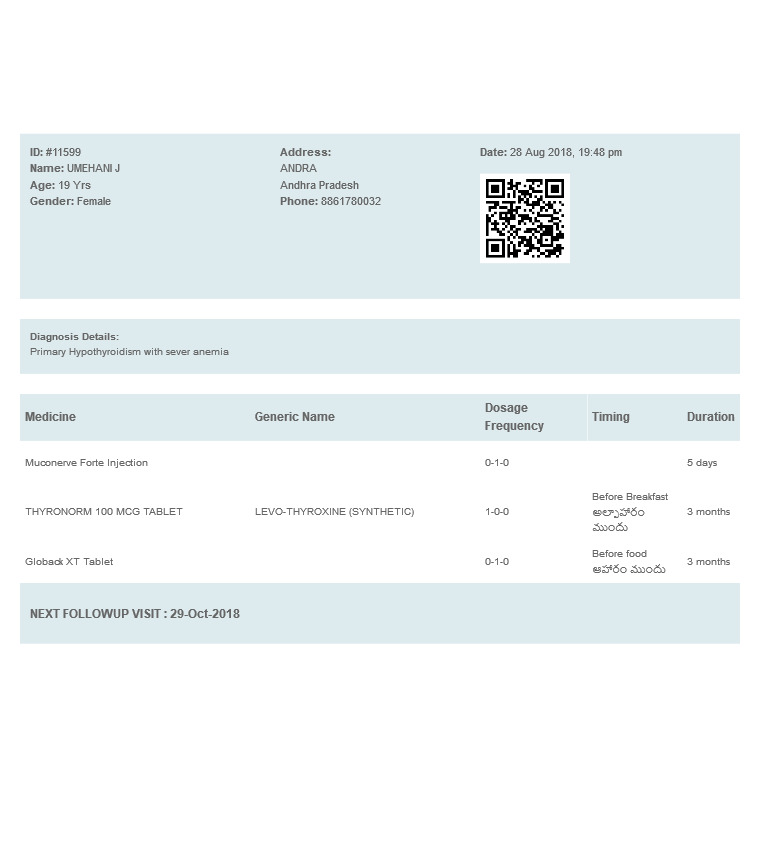 ID: #11599
Name: UMEHANI J
Age: 19 Yrs
Gender: Female
Address:
ANDRA
Andhra Pradesh
Phone: 8861780032
Date: 28 Aug 2018, 19:48 pm
Diagnosis Details:
Primary Hypothyroidism with sever anemia
Medicine Generic Name Dosage Frequency Timing Duration
Muconerve Forte Injection 0-1-0 5 days
THYRONORM 100 MCG TABLET LEVO-THYROXINE (SYNTHETIC) 1-0-0 Before Breakfast 3 months
అల్పాహారం
ముందు
Globack XT Tablet 0-1-0 Before food 3 months
ఆహారం ముందు
NEXT FOLLOWUP VISIT : 29-Oct-2018